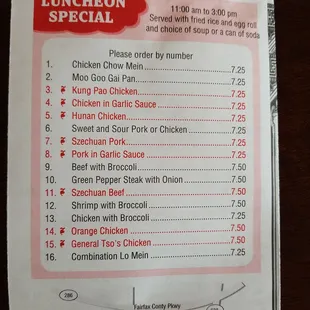 LUNCHEON
SPECIAL
11:00 am to 3:00 pm
Served with fried rice and egg roll
and choice of soup or a can of soda
Please order by number
1. Chicken Chow Mein 7.25
2. Moo Goo Gai Pan 7.25
3. Kung Pao Chicken 7.25
4. Chicken in Garlic Sauce 7.25
5. Hunan Chicken 7.25
6. Sweet and Sour Pork or Chicken 7.25
7. Szechuan Pork 7.25
8. Pork in Garlic Sauce 7.25
9. Beef with Broccoli 7.50
10. Green Pepper Steak with Onion 7.50
11. Szechuan Beef 7.50
12. Shrimp with Broccoli 7.50
13. Chicken with Broccoli 7.25
14. Orange Chicken 7.50
15. General Tso's Chicken 7.50
16. Combination Lo Mein 7.25
286
Fairfax Conty Pkwy